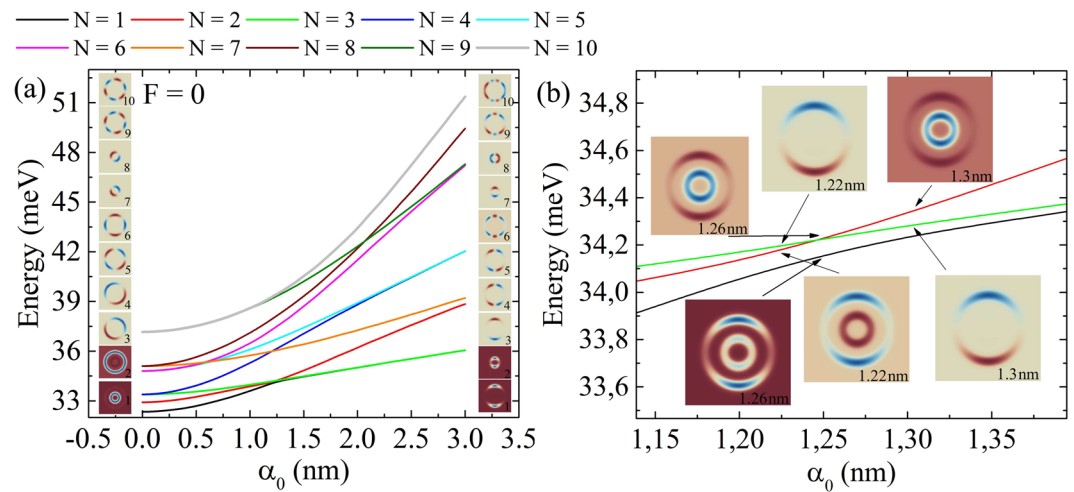 N = 1 N = 2 N = 3 N = 4 N = 5
N = 6 N = 7 N = 8 N = 9 N = 10
(a)
F = 0
Energy (meV)
51
48
45
42
39
36
33
10
9
8
7
6
5
4
3
2
1
10
9
8
7
6
5
4
3
2
1
-0.5 0.0 0.5 1.0 1.5 2.0 2.5 3.0 3.5
α₀ (nm)
(b)
Energy (meV)
34,8
34,6
34,4
34,2
34,0
33,8
33,6
1.22nm
1.3nm
1.26nm
1.26nm
1.22nm
1.3nm
1,15 1,20 1,25 1,30 1,35
α₀ (nm)